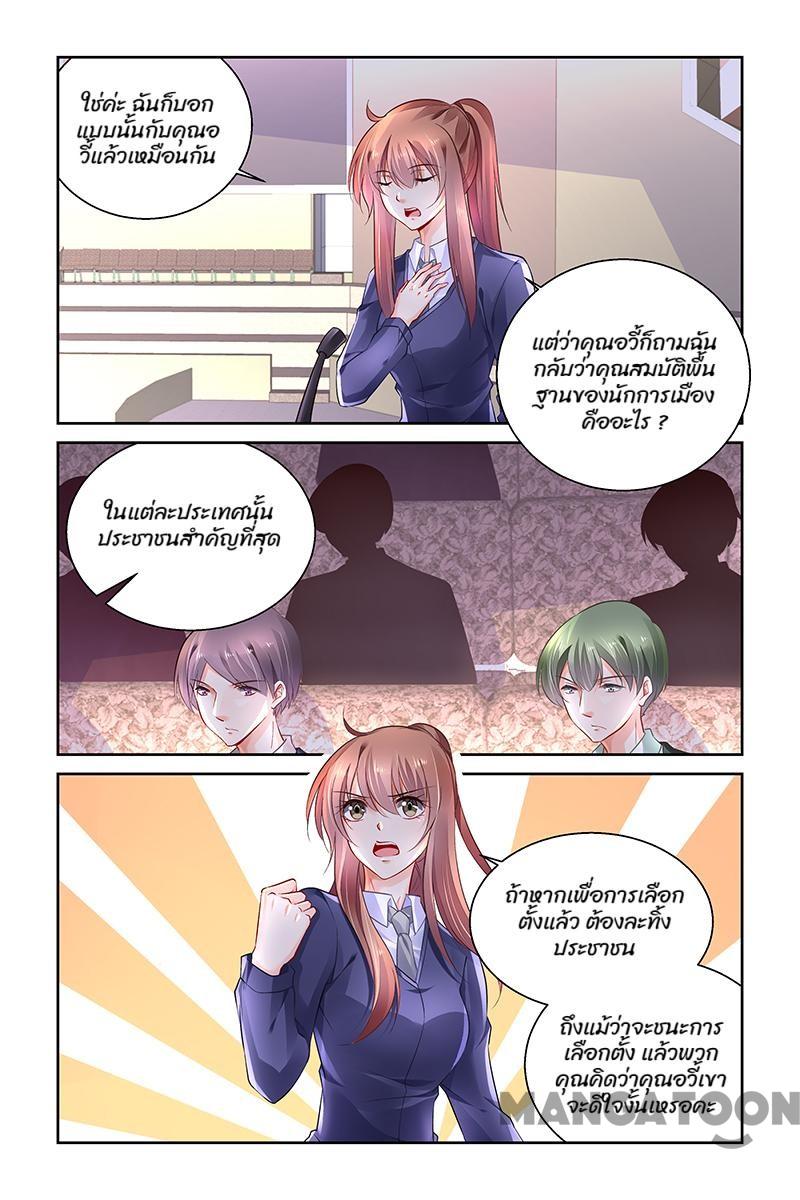 ใช่ค่ะ ฉันก็บอก
แบบนั้นกับคุณอ
วี้แล้วเหมือนกัน
แต่ว่าคุณอวี้ก็ถามฉัน
กลับว่าคุณสมบัติพื้น
ฐานของนักการเมือง
คืออะไร ?
ในแต่ละประเทศนั้น
ประชาชนสำคัญที่สุด
ถ้าหากเพื่อการเลือก
ตั้งแล้ว ต้องละทิ้ง
ประชาชน
ถึงแม้ว่าจะชนะการ
เลือกตั้ง แล้วพวก
คุณคิดว่าคุณอวี้เขา
จะดีใจงั้นเหรอคะ
MANGATOON